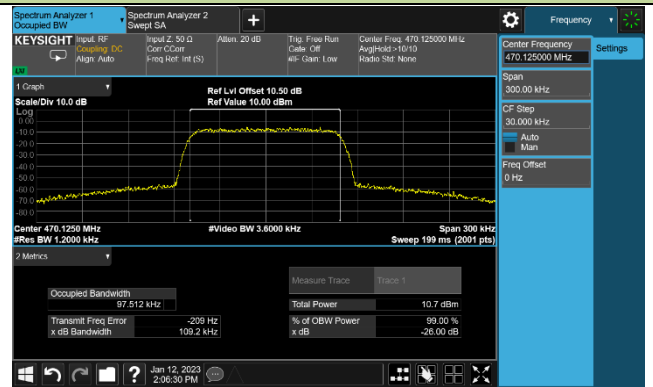 Spectrum Analyzer 1
Occupied BW
Spectrum Analyzer 2
Swept SA
Frequency
KEYSIGHT
Input: RF
Coupling: DC
Align: Auto
Input Z: 50 Ω
Corr CCorr
Freq Ref: Int (S)
Atten: 20 dB
Trig: Free Run
Gate: Off
#IF Gain: Low
Center Freq: 470.125000 MHz
Avg|Hold:>10/10
Radio Std: None
Center Frequency
470.125000 MHz
Settings
Span
300.00 kHz
CF Step
30.000 kHz
Auto
Man
Freq Offset
0 Hz
1 Graph
Scale/Div 10.0 dB
Ref Lvl Offset 10.50 dB
Ref Value 10.00 dBm
Log
0.00
-10.0
-20.0
-30.0
-40.0
-50.0
-60.0
-70.0
-80.0
Center 470.1250 MHz
#Res BW 1.2000 kHz
#Video BW 3.6000 kHz
Span 300 kHz
Sweep 199 ms (2001 pts)
2 Metrics
Measure Trace
Trace 1
Occupied Bandwidth
97.512 kHz
Total Power
10.7 dBm
Transmit Freq Error
-209 Hz
% of OBW Power
99.00 %
x dB Bandwidth
109.2 kHz
x dB
-26.00 dB
Jan 12, 2023
2:06:30 PM